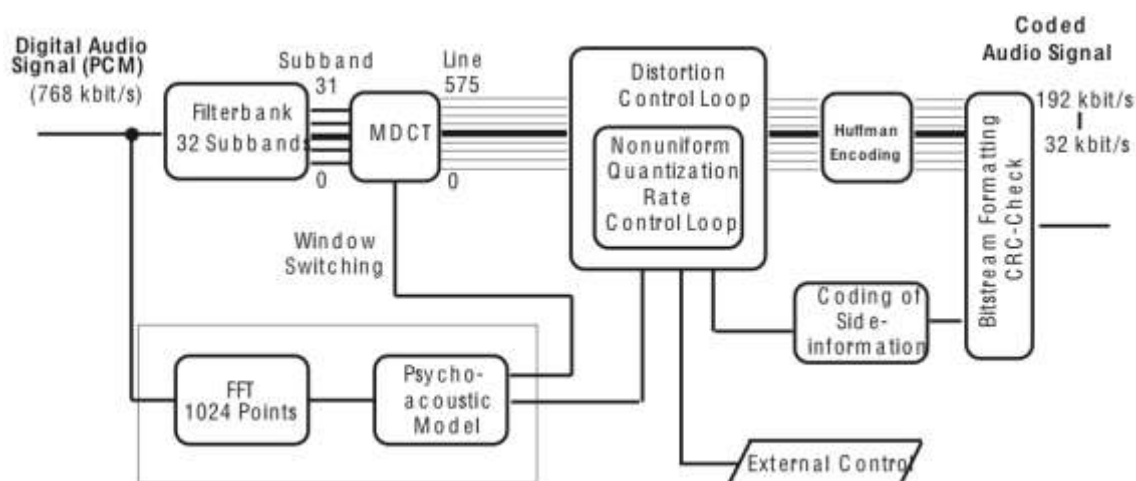 Digital Audio
Signal (PCM)
(768 kbit/s)
Filterbank
32 Subbands
Subband
31
0
MDCT
Line
575
0
Window
Switching
FFT
1024 Points
Psycho-
acoustic
Model
Distortion
Control Loop
Nonuniform
Quantization
Rate
Control Loop
Huffman
Encoding
Coding of
Side-
information
External Control
Bitstream Formatting
CRC-Check
Coded
Audio Signal
192 kbit/s
32 kbit/s